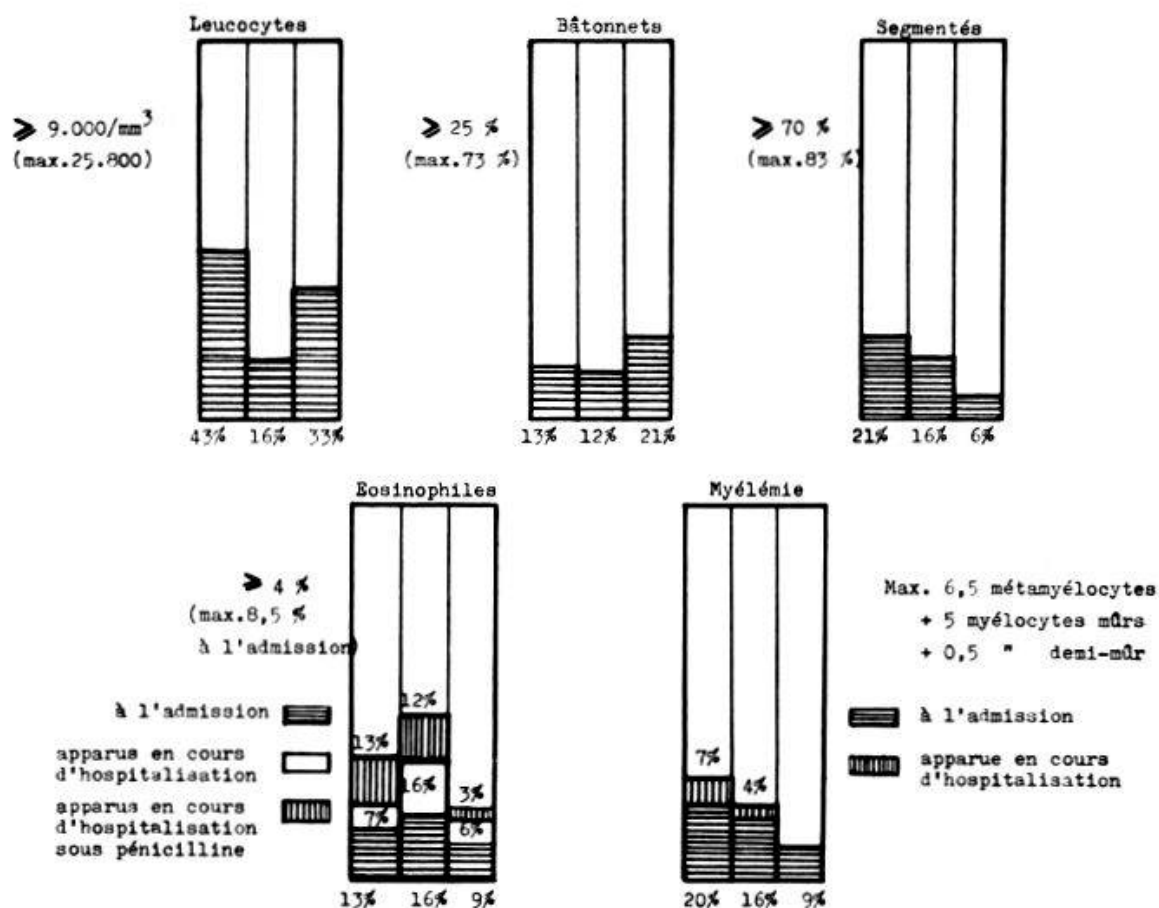 Leucocytes
≥ 9.000/mm³
(max.25.800)
43% 16% 33%
Bâtonnets
≥ 25 %
(max.73 %)
13% 12% 21%
Segmentés
≥ 70 %
(max.83 %)
21% 16% 6%
Eosinophiles
≥ 4 %
(max.8,5 %
à l'admission)
à l'admission
apparus en cours
d'hospitalisation
apparus en cours
d'hospitalisation
sous pénicilline
12%
13%
16%
3%
7%
6%
13% 16% 9%
Myélémie
Max. 6,5 métamyélocytes
+ 5 myélocytes mûrs
+ 0,5 " demi-mûr
à l'admission
apparue en cours
d'hospitalisation
7%
4%
20% 16% 9%